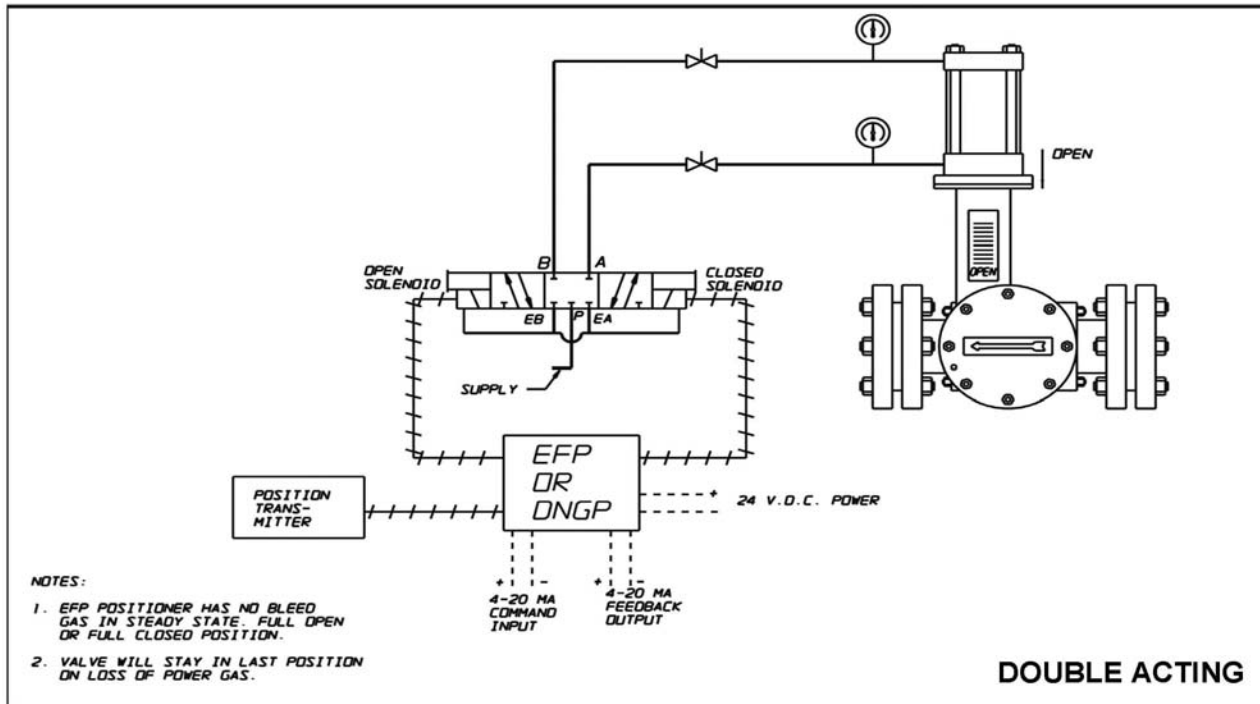 OPEN
OPEN
B
A
OPEN
SOLENOID
CLOSED
SOLENOID
EB
P
EA
SUPPLY
EFP
OR
DNGP
POSITION
TRANS-
MITTER
+
-
24 V.D.C. POWER
+ -
4-20 MA
COMMAND
INPUT
+ -
4-20 MA
FEEDBACK
OUTPUT
NOTES:
1. EFP POSITIONER HAS NO BLEED
GAS IN STEADY STATE. FULL OPEN
OR FULL CLOSED POSITION.
2. VALVE WILL STAY IN LAST POSITION
ON LOSS OF POWER GAS.
DOUBLE ACTING